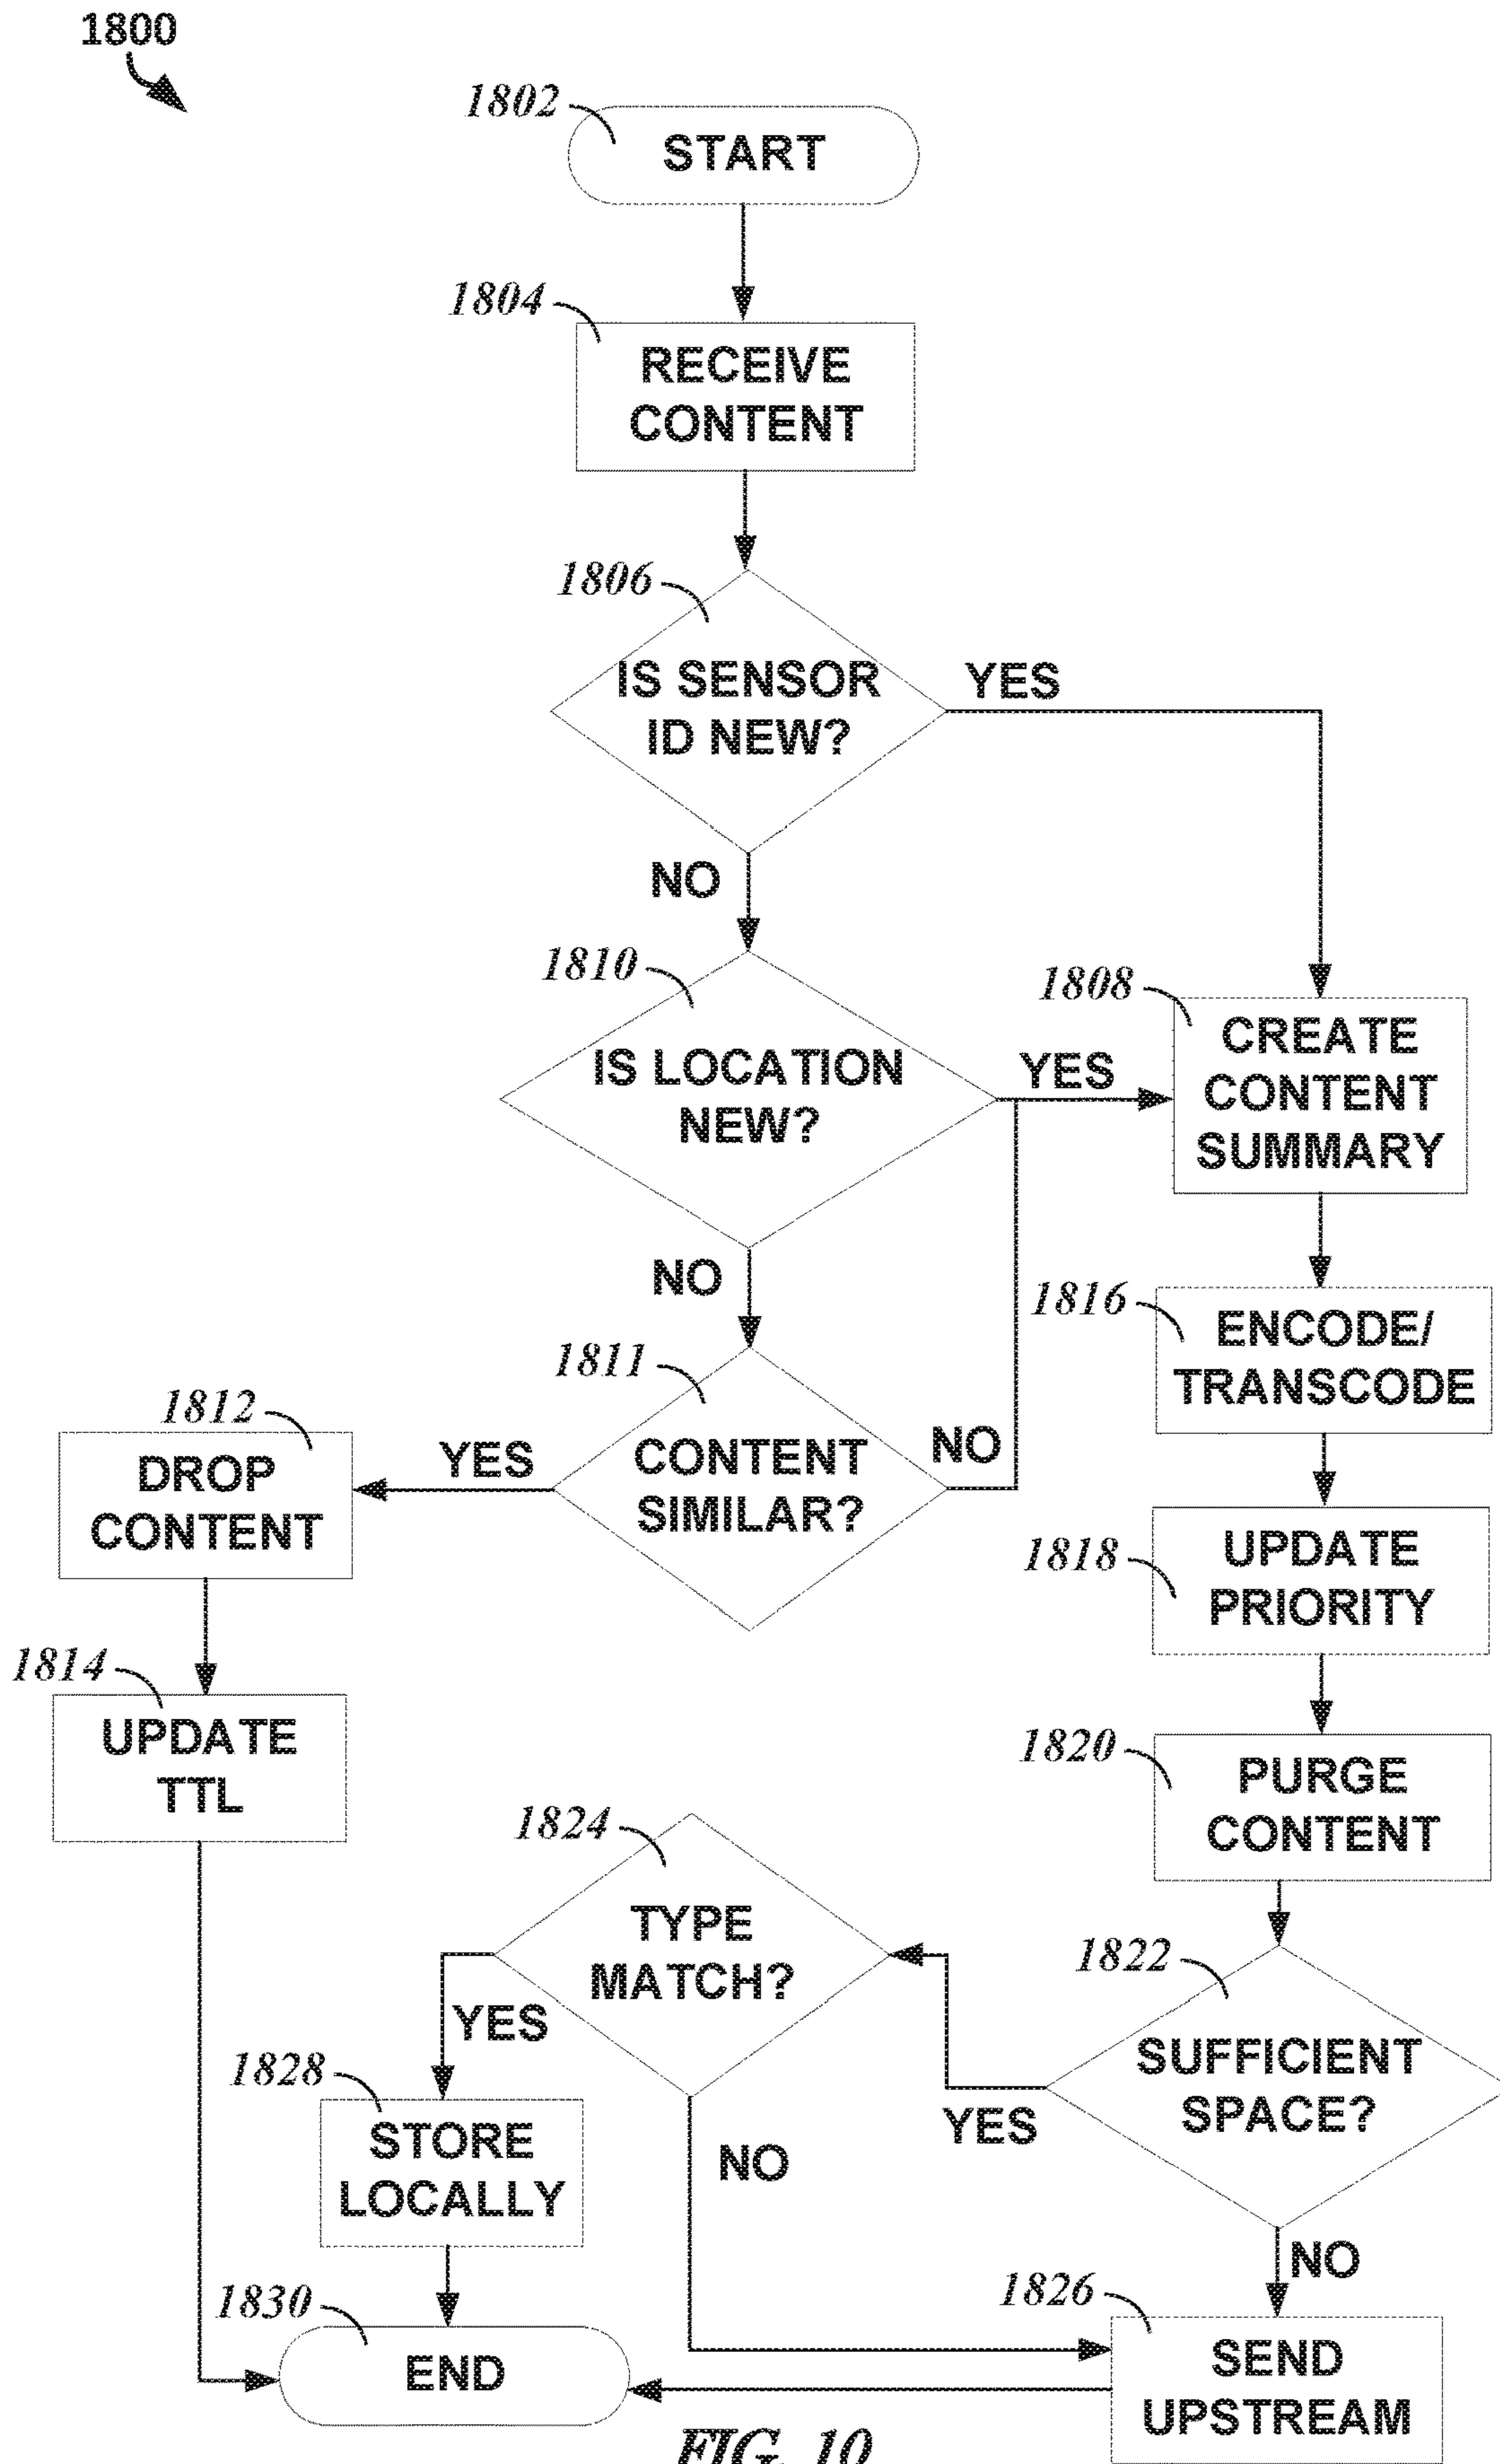 1800
1802
START
1804
RECEIVE
CONTENT
1806
IS SENSOR
ID NEW?
YES
NO
1810
IS LOCATION
NEW?
YES
1808
CREATE
CONTENT
SUMMARY
NO
1811
CONTENT
SIMILAR?
YES
NO
1812
DROP
CONTENT
1814
UPDATE
TTL
1816
ENCODE/
TRANSCODE
1818
UPDATE
PRIORITY
1820
PURGE
CONTENT
1822
SUFFICIENT
SPACE?
YES
NO
1824
TYPE
MATCH?
YES
NO
1828
STORE
LOCALLY
1826
SEND
UPSTREAM
1830
END
FIG. 10